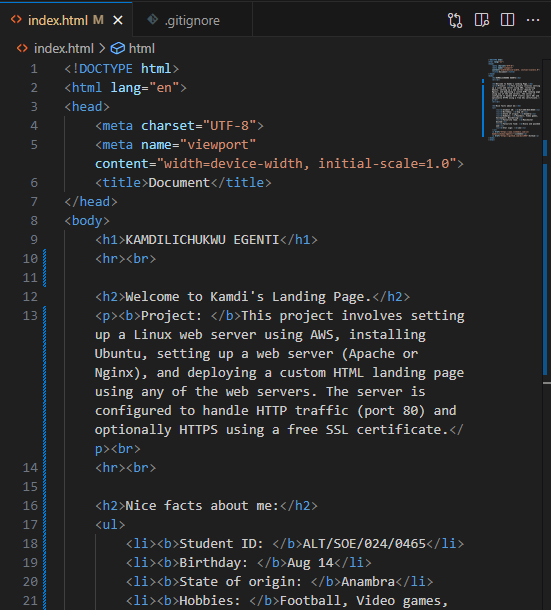 index.html M
.gitignore
index.html > html
1 <!DOCTYPE html>
2 <html lang="en">
3 <head>
4 <meta charset="UTF-8">
5 <meta name="viewport"
content="width=device-width, initial-scale=1.0">
6 <title>Document</title>
7 </head>
8 <body>
9 <h1>KAMDILICHUKWU EGENTI</h1>
10 <hr><br>
11
12 <h2>Welcome to Kamdi's Landing Page.</h2>
13 <p><b>Project: </b>This project involves setting
up a Linux web server using AWS, installing
Ubuntu, setting up a web server (Apache or
Nginx), and deploying a custom HTML landing page
using any of the web servers. The server is
configured to handle HTTP traffic (port 80) and
optionally HTTPS using a free SSL certificate.</
p><br>
14 <hr><br>
15
16 <h2>Nice facts about me:</h2>
17 <ul>
18 <li><b>Student ID: </b>ALT/SOE/024/0465</li>
19 <li><b>Birthday: </b>Aug 14</li>
20 <li><b>State of origin: </b>Anambra</li>
21 <li><b>Hobbies: </b>Football, Video games,